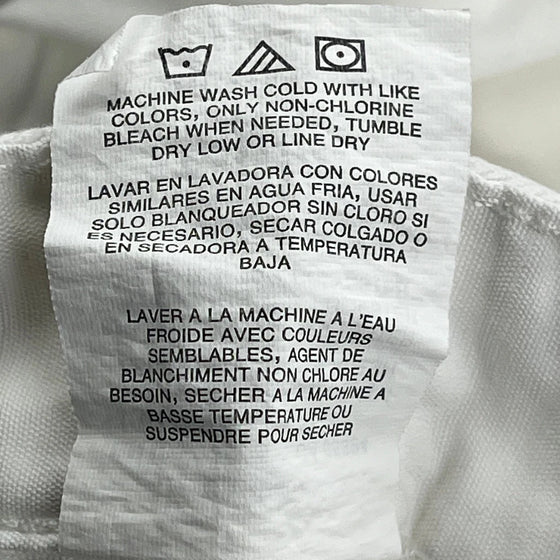 MACHINE WASH COLD WITH LIKE
COLORS, ONLY NON-CHLORINE
BLEACH WHEN NEEDED, TUMBLE
DRY LOW OR LINE DRY
LAVAR EN LAVADORA CON COLORES
SIMILARES EN AGUA FRIA, USAR
SOLO BLANQUEADOR SIN CLORO SI
ES NECESARIO, SECAR COLGADO O
EN SECADORA A TEMPERATURA
BAJA
LAVER A LA MACHINE A L'EAU
FROIDE AVEC COULEURS
SEMBLABLES, AGENT DE
BLANCHIMENT NON CHLORE AU
BESOIN, SECHER A LA MACHINE A
BASSE TEMPERATURE OU
SUSPENDRE POUR SECHER